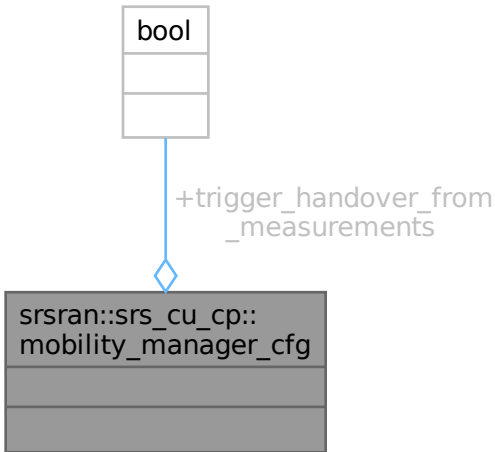 bool
+trigger_handover_from
_measurements
srsran::srs_cu_cp::
mobility_manager_cfg